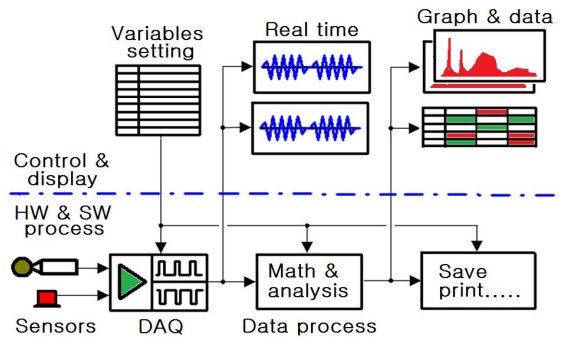 Variables
setting
Real time
Graph & data
Control &
display
HW & SW
process
Math &
analysis
Save
print.....
Sensors
DAQ
Data process